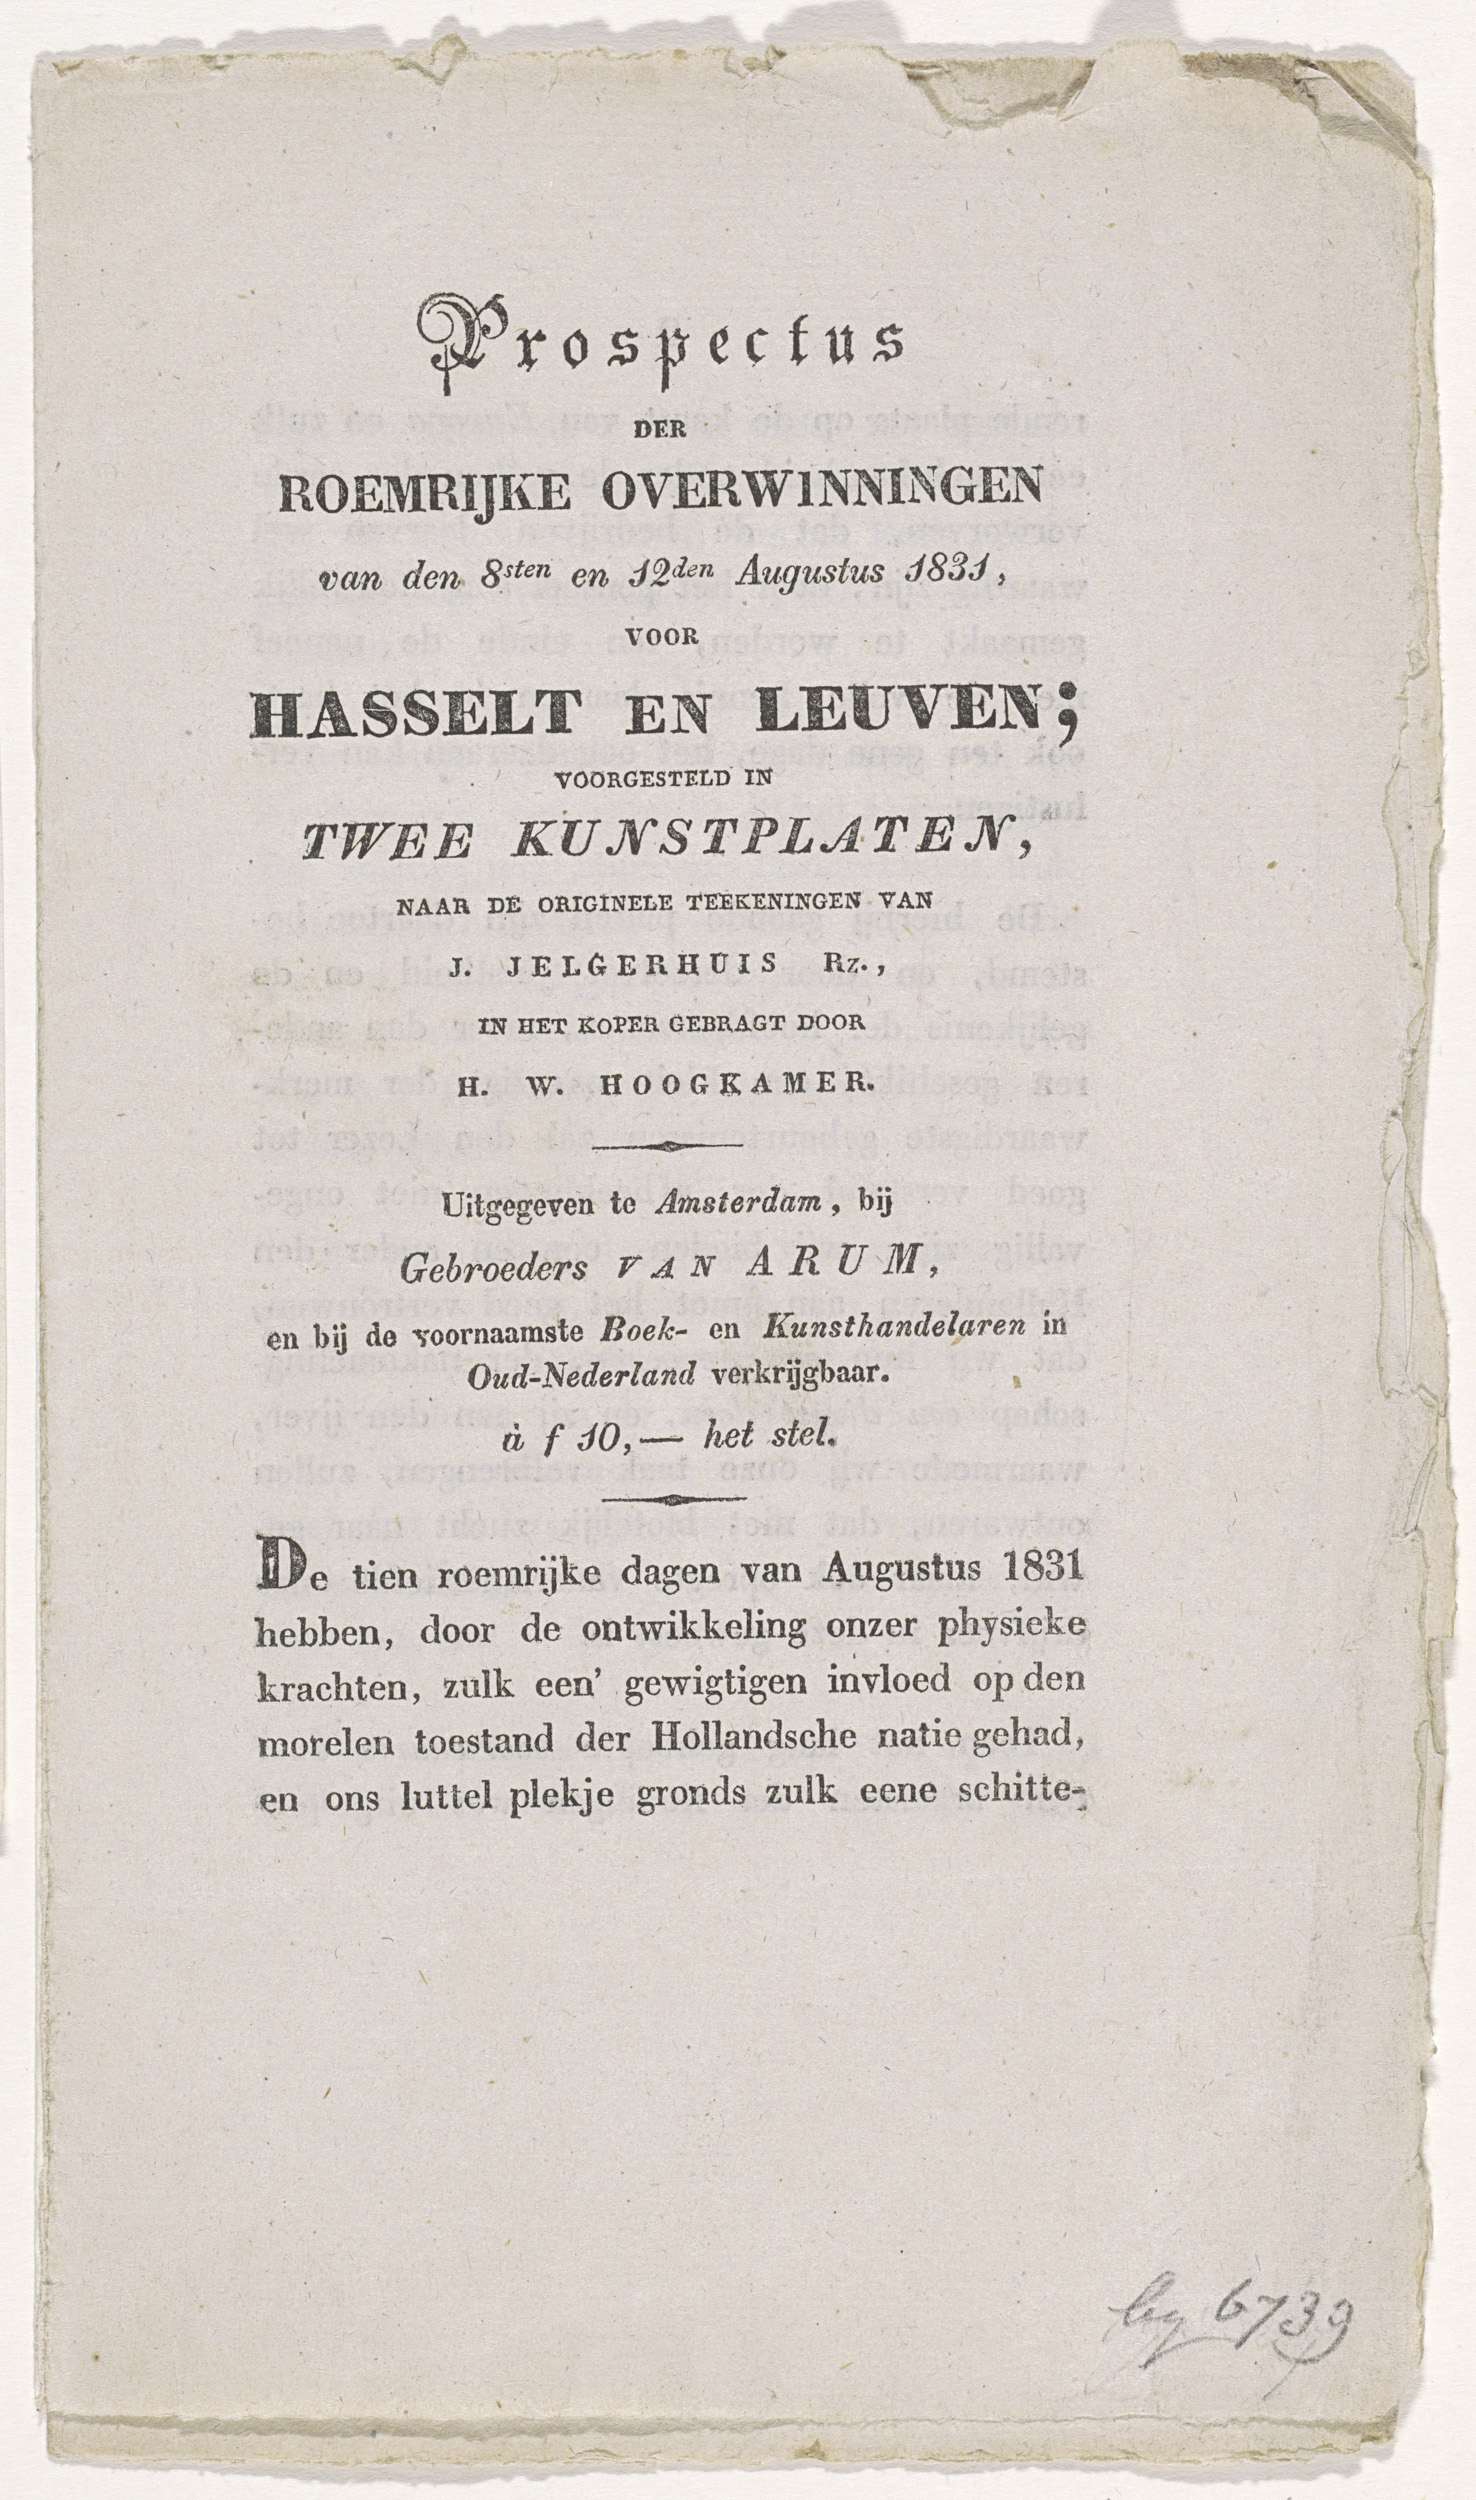 Prospectus
DER
ROEMRIJKE OVERWINNINGEN
van den 8sten en 12den Augustus 1831,
VOOR
HASSELT EN LEUVEN;
VOORGESTELD IN
TWEE KUNSTPLATEN,
NAAR DE ORIGINELE TEEKENINGEN VAN
J. JELGERHUIS Rz.,
IN HET KOPER GEBRAGT DOOR
H. W. HOOGKAMER.
Uitgegeven te Amsterdam, bij
Gebroeders VAN ARUM,
en bij de voornaamste Boek- en Kunsthandelaren in
Oud-Nederland verkrijgbaar.
à f 10,— het stel.
De tien roemrijke dagen van Augustus 1831
hebben, door de ontwikkeling onzer physieke
krachten, zulk een' gewigtigen invloed op den
morelen toestand der Hollandsche natie gehad,
en ons luttel plekje gronds zulk eene schitte-
6739